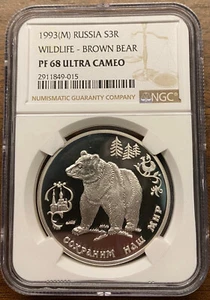 1993(M) RUSSIA S3R
WILDLIFE - BROWN BEAR
PF 68 ULTRA CAMEO
2911849-015
NUMISMATIC GUARANTY COMPANY
NGC
СОХРАНИМ НАШ МИР